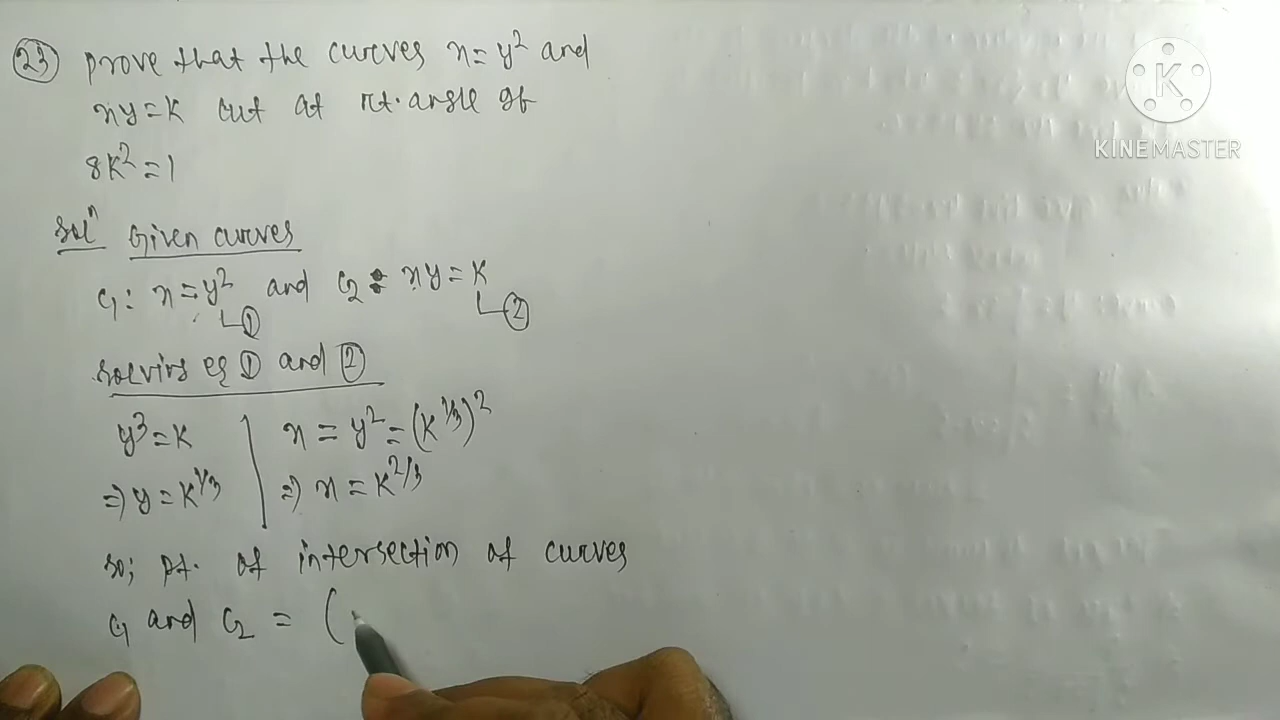 23 prove that the curves x = y² and
xy = K cut at rt. angle if
8K² = 1
Solⁿ Given curves
C₁: x = y² and C₂: xy = K
① ②
solving eq ① and ②
y³ = K x = y² = (K^1/3)²
⇒ y = K^1/3 ⇒ x = K^2/3
so; pt. of intersection of curves
C₁ and C₂ = (
K
KINEMASTER